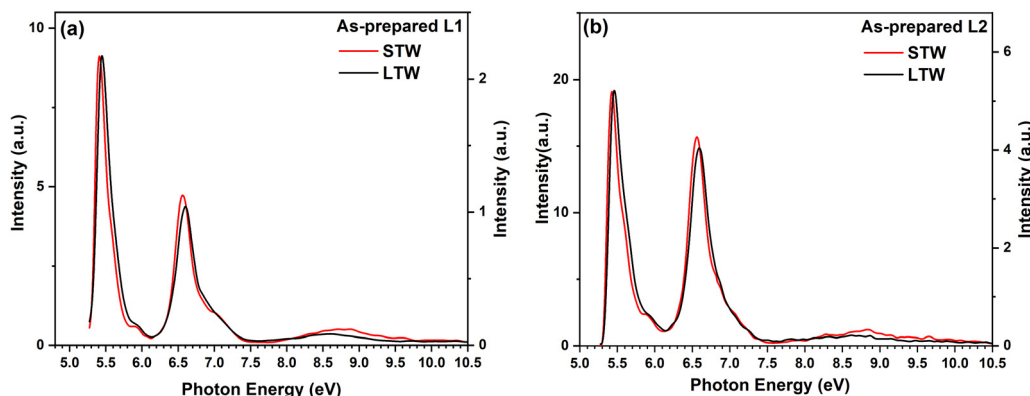 (a)
As-prepared L1
STW
LTW
10
5
0
2
1
0
Intensity (a.u.)
Intensity (a.u.)
5.0 5.5 6.0 6.5 7.0 7.5 8.0 8.5 9.0 9.5 10.0 10.5
Photon Energy (eV)
(b)
As-prepared L2
STW
LTW
20
10
0
6
4
2
0
Intensity(a.u.)
Intensity (a.u.)
5.0 5.5 6.0 6.5 7.0 7.5 8.0 8.5 9.0 9.5 10.0 10.5
Photon Energy (eV)